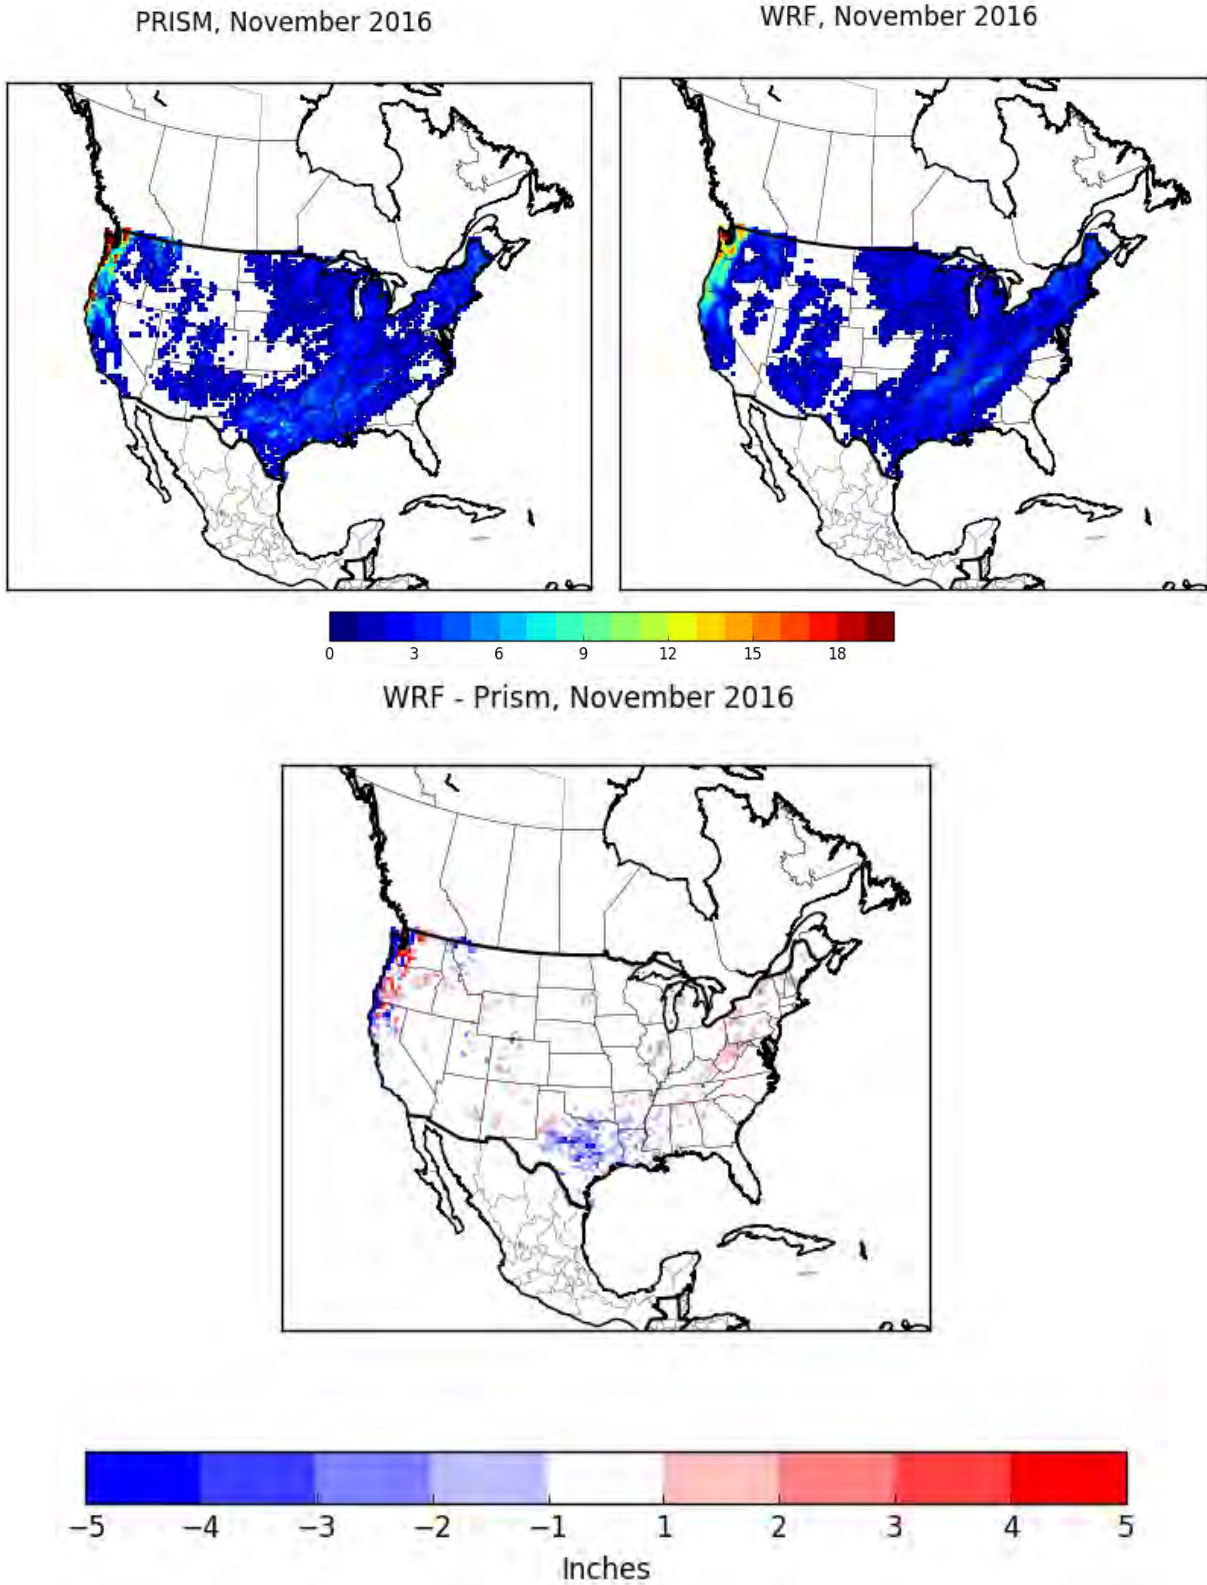 PRISM, November 2016
WRF, November 2016
0 3 6 9 12 15 18
WRF - Prism, November 2016
−5 −4 −3 −2 −1 1 2 3 4 5
Inches